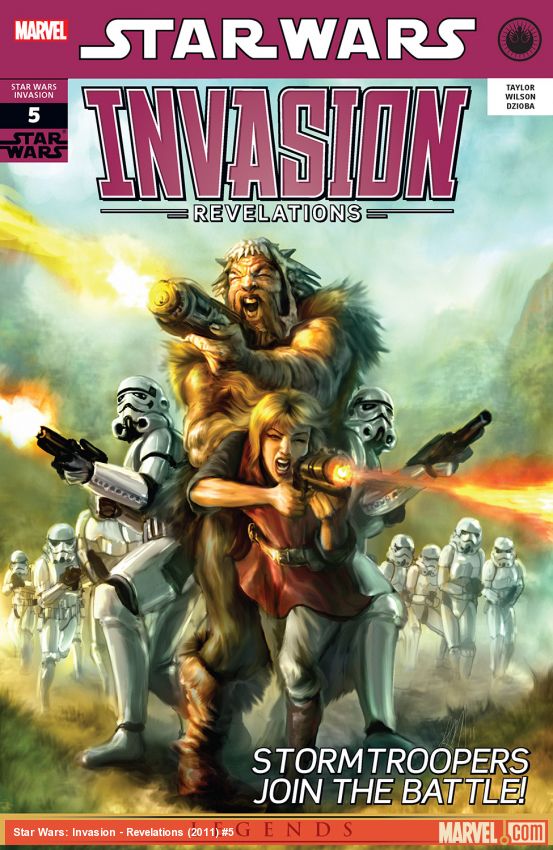 MARVEL
STAR WARS
STAR WARS
INVASION
5
STAR
WARS
TAYLOR
WILSON
DZIOBA
INVASION
REVELATIONS
STORMTROOPERS
JOIN THE BATTLE!
LEGENDS
Star Wars: Invasion - Revelations (2011) #5
MARVEL.com